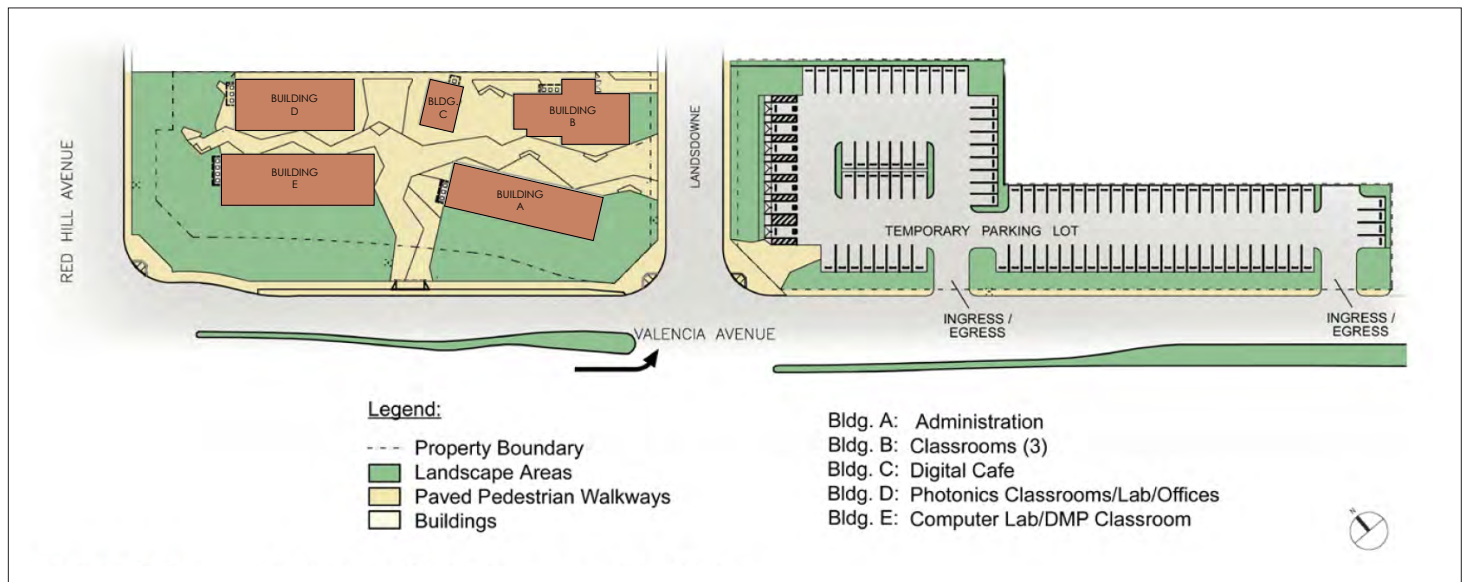 BUILDING
D
BLDG.
C
BUILDING
B
BUILDING
E
BUILDING
A
RED HILL AVENUE
LANDSDOWNE
TEMPORARY PARKING LOT
INGRESS /
EGRESS
INGRESS /
EGRESS
VALENCIA AVENUE
Legend:
Property Boundary
Landscape Areas
Paved Pedestrian Walkways
Buildings
Bldg. A: Administration
Bldg. B: Classrooms (3)
Bldg. C: Digital Cafe
Bldg. D: Photonics Classrooms/Lab/Offices
Bldg. E: Computer Lab/DMP Classroom
N